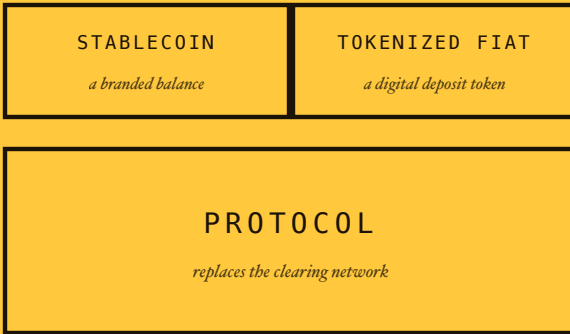 STABLECOIN
a branded balance
TOKENIZED FIAT
a digital deposit token
PROTOCOL
replaces the clearing network